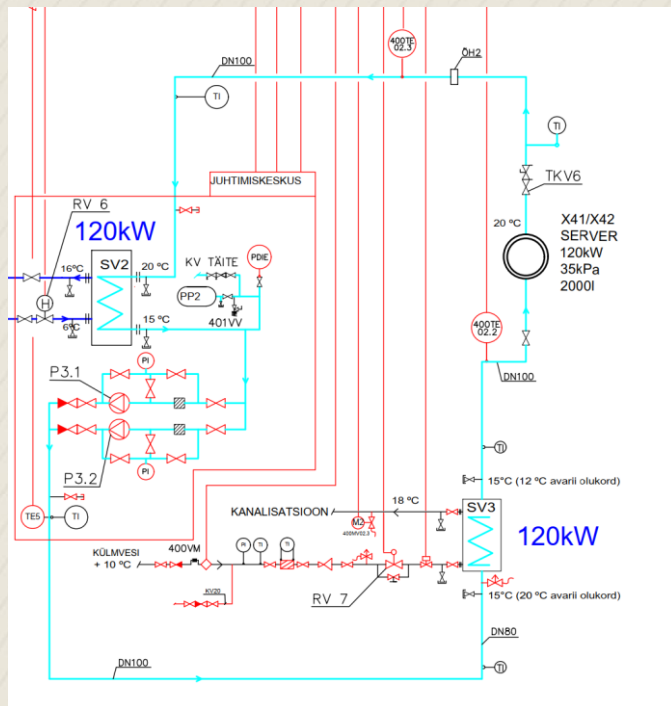 400TE
02.3
ÕH2
DN100
TI
TI
JUHTIMISKESKUS
TKV6
RV 6
120kW
20 ºC
X41/X42
SERVER
120kW
35kPa
2000l
16ºC
SV2
20 ºC
KV TÄITE
PDIE
H
PP2
6ºC
15 ºC
401VV
400TE
02.2
PI
P3.1
DN100
P3.2
PI
TI
15°C (12 ºC avarii olukord)
TE5
TI
KANALISATSIOON
18 ºC
M2
400MV02.3
SV3
120kW
KÜLMVESI
+ 10 ºC
400VM
PI
TI
TI
KV20
RV 7
15°C (20 ºC avarii olukord)
DN80
DN100
TI